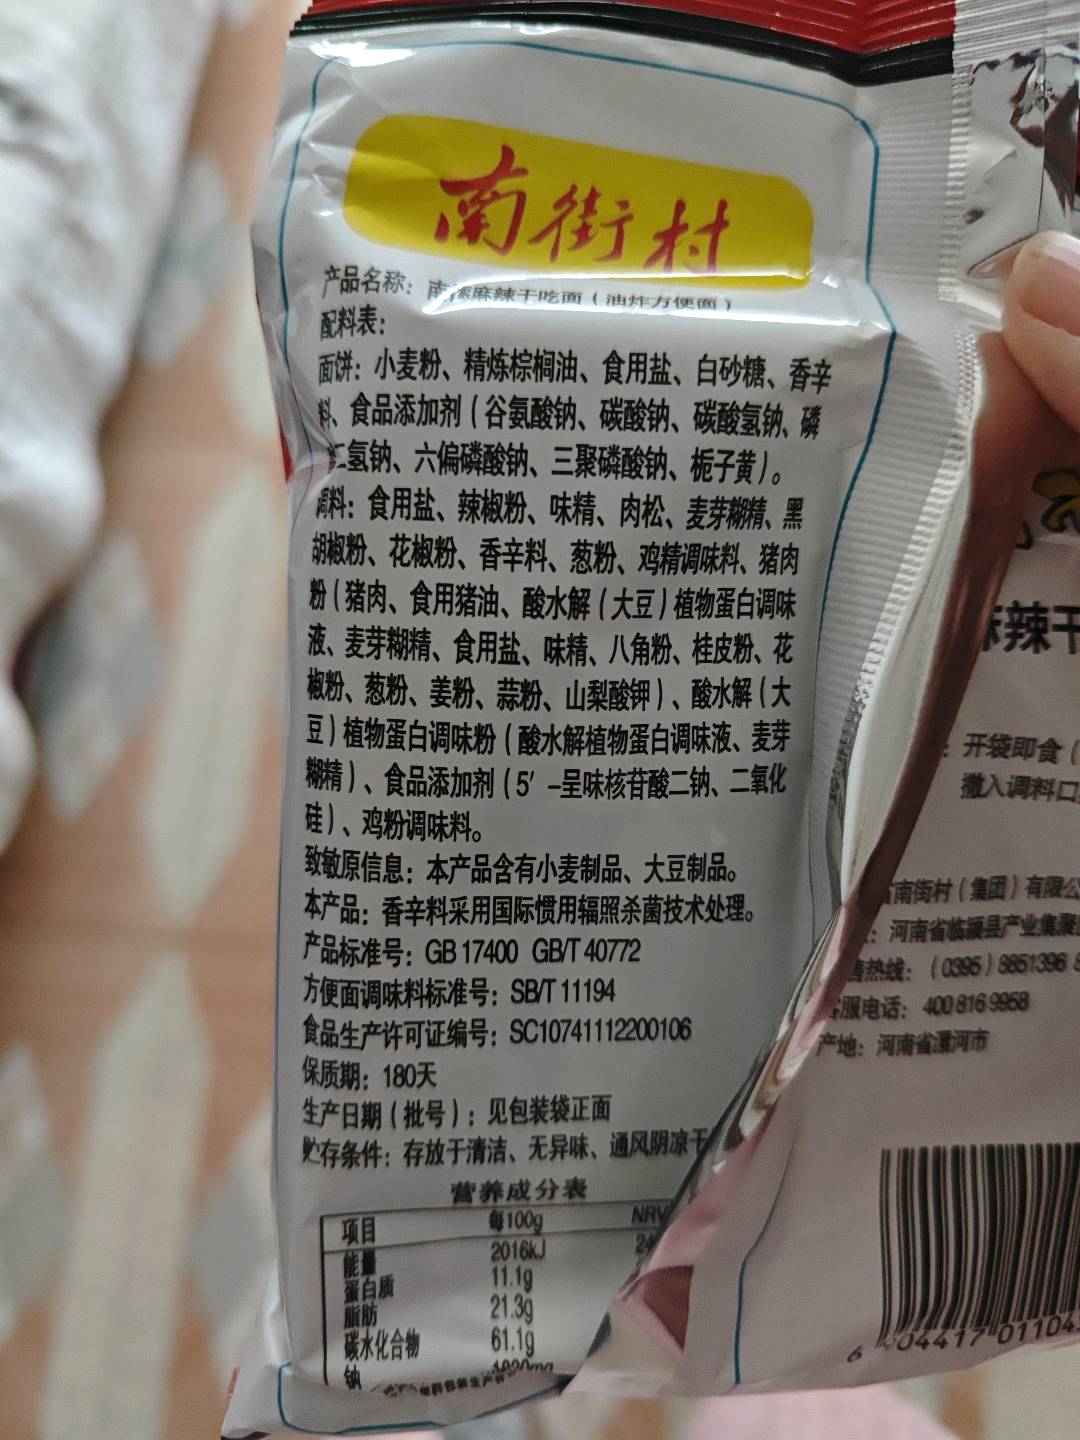 南街村
产品名称：南德麻辣干吃面（油炸方便面）
配料表：
面饼：小麦粉、精炼棕榈油、食用盐、白砂糖、香辛
料、食品添加剂（谷氨酸钠、碳酸钠、碳酸氢钠、磷
二氢钠、六偏磷酸钠、三聚磷酸钠、栀子黄）。
调料：食用盐、辣椒粉、味精、肉松、麦芽糊精、黑
胡椒粉、花椒粉、香辛料、葱粉、鸡精调味料、猪肉
粉（猪肉、食用猪油、酸水解（大豆）植物蛋白调味
液、麦芽糊精、食用盐、味精、八角粉、桂皮粉、花
椒粉、葱粉、姜粉、蒜粉、山梨酸钾）、酸水解（大
豆）植物蛋白调味粉（酸水解植物蛋白调味液、麦芽
糊精）、食品添加剂（5′-呈味核苷酸二钠、二氧化
硅）、鸡粉调味料。
致敏原信息：本产品含有小麦制品、大豆制品。
本产品：香辛料采用国际惯用辐照杀菌技术处理。
产品标准号：GB 17400 GB/T 40772
方便面调味料标准号：SB/T 11194
食品生产许可证编号：SC10741112200106
保质期：180天
生产日期（批号）：见包装袋正面
贮存条件：存放于清洁、无异味、通风阴凉干
营养成分表
项目 每100g NRV
能量 2016kJ 24
蛋白质 11.1g
脂肪 21.3g
碳水化合物 61.1g
钠
辣干
：开袋即食（
撒入调料口
南街村（集团）有限公
：河南省临颍县产业集聚
售热线：（0395）8851396 8
客服电话：400 816 9958
产地：河南省漯河市
6 904417 01104